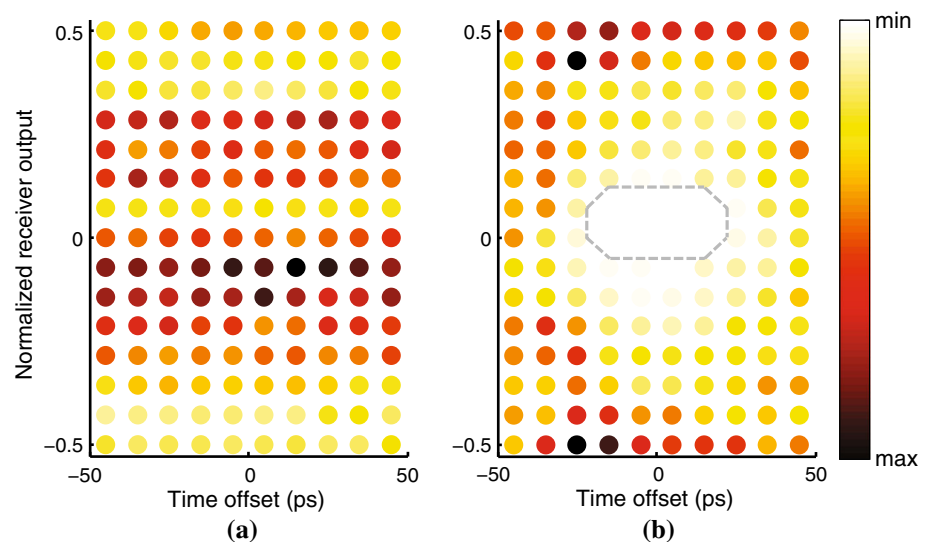 0.5
0
−0.5
Normalized receiver output
−50
0
50
Time offset (ps)
(a)
0.5
0
−0.5
−50
0
50
Time offset (ps)
(b)
min
max